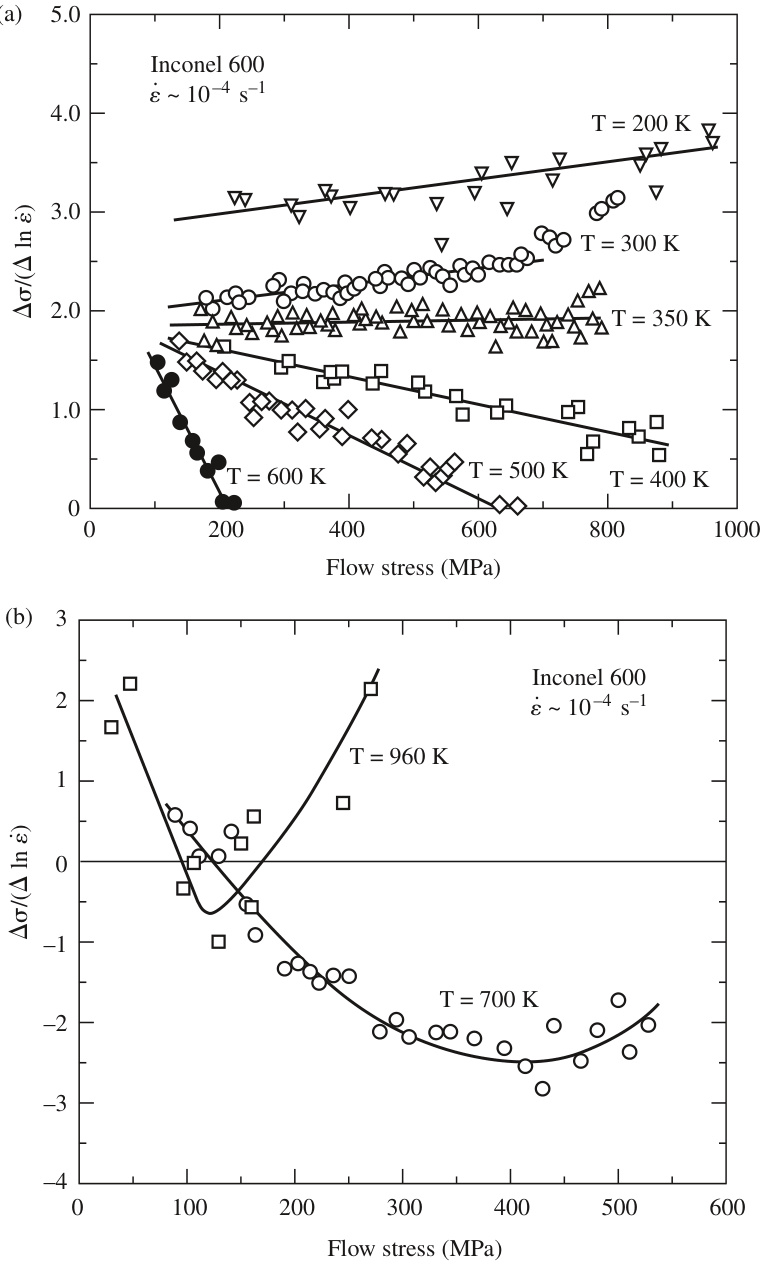 (a)
5.0
4.0
3.0
2.0
1.0
0
Δσ/(Δ ln ε̇)
Inconel 600
ε̇ ~ 10⁻⁴ s⁻¹
T = 200 K
T = 300 K
T = 350 K
T = 400 K
T = 500 K
T = 600 K
0 200 400 600 800 1000
Flow stress (MPa)
(b)
3
2
1
0
–1
–2
–3
–4
Δσ/(Δ ln ε̇)
Inconel 600
ε̇ ~ 10⁻⁴ s⁻¹
T = 960 K
T = 700 K
0 100 200 300 400 500 600
Flow stress (MPa)